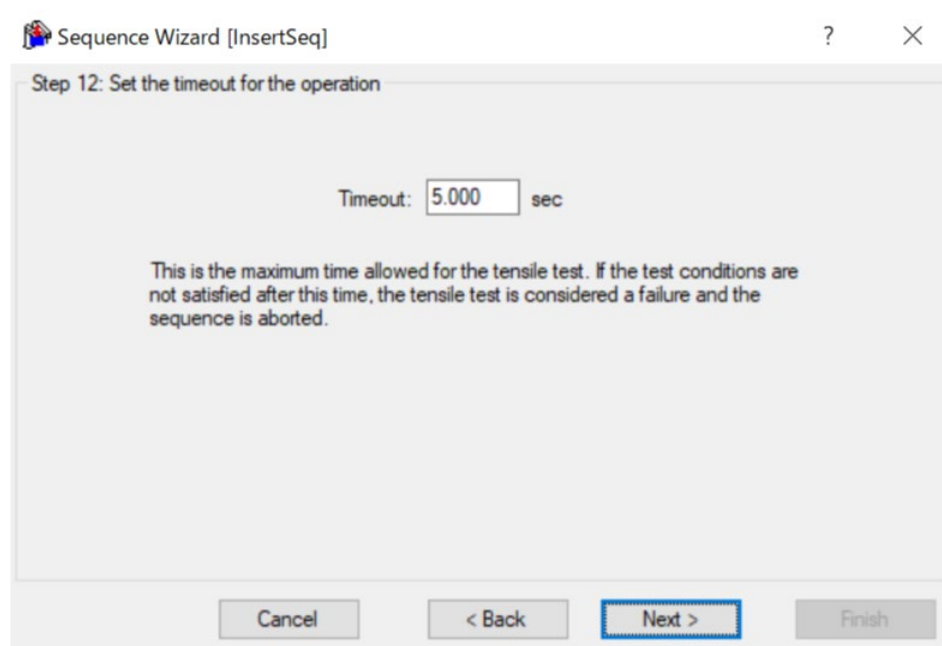 Sequence Wizard [InsertSeq]
?
Step 12: Set the timeout for the operation
Timeout: 5.000 sec
This is the maximum time allowed for the tensile test. If the test conditions are
not satisfied after this time, the tensile test is considered a failure and the
sequence is aborted.
Cancel < Back Next > Finish